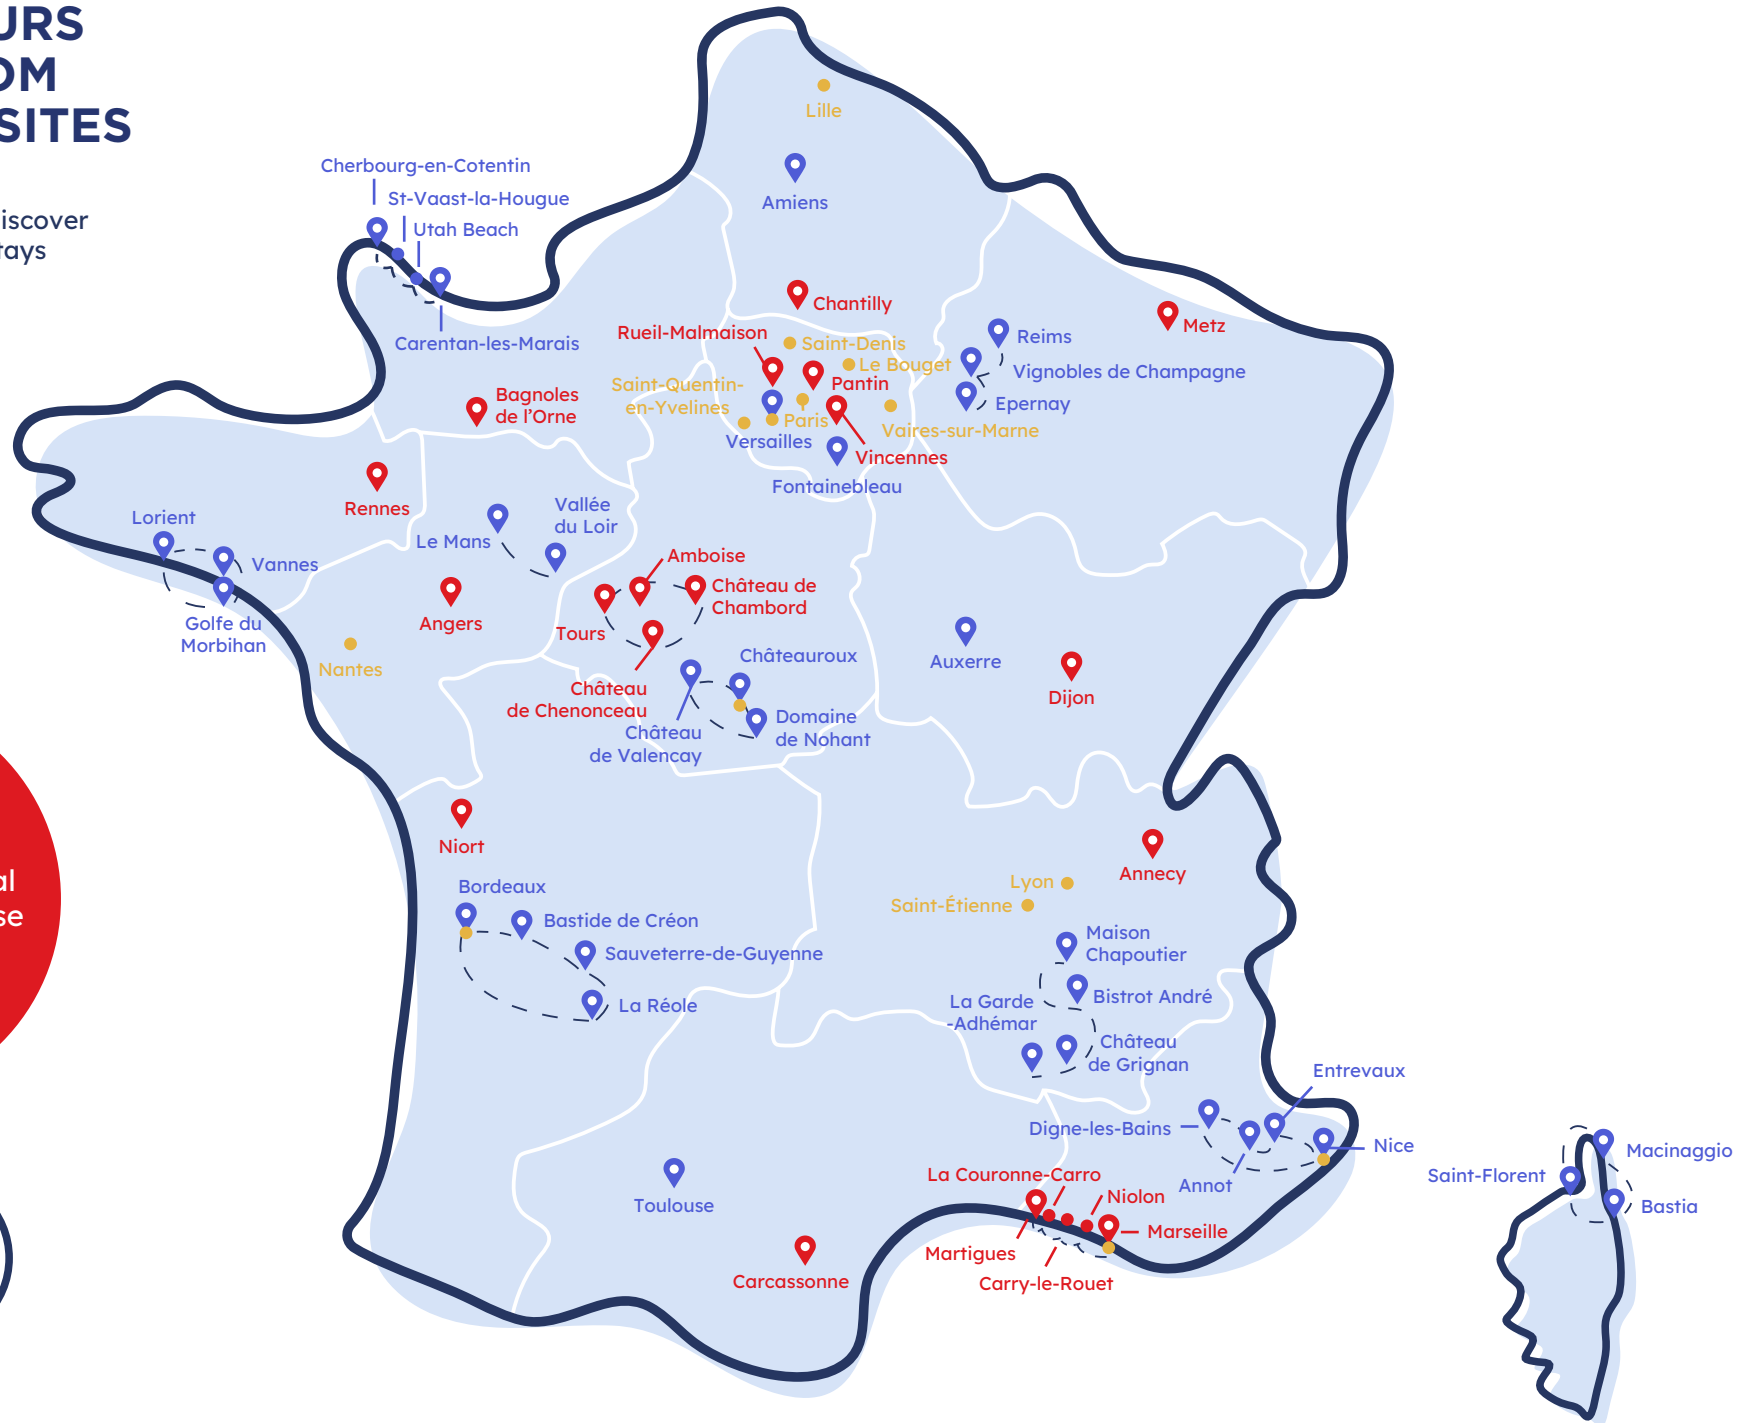 URS
OM
SITES
iscover
tays
al
se
Lille
Amiens
Cherbourg-en-Cotentin
St-Vaast-la-Hougue
Utah Beach
Carentan-les-Marais
Chantilly
Metz
Rueil-Malmaison
Saint-Denis
Le Bouget
Reims
Vignobles de Champagne
Epernay
Saint-Quentin-
en-Yvelines
Pantin
Paris
Versailles
Vaires-sur-Marne
Vincennes
Fontainebleau
Bagnoles
de l’Orne
Rennes
Lorient
Vannes
Golfe du
Morbihan
Le Mans
Vallée
du Loir
Angers
Nantes
Amboise
Château de
Chambord
Tours
Château
de Chenonceau
Châteauroux
Château
de Valencay
Domaine
de Nohant
Auxerre
Dijon
Niort
Annecy
Lyon
Saint-Étienne
Bordeaux
Bastide de Créon
Sauveterre-de-Guyenne
La Réole
Maison
Chapoutier
Bistrot André
La Garde
-Adhémar
Château
de Grignan
Entrevaux
Digne-les-Bains
Nice
Annot
La Couronne-Carro
Niolon
Marseille
Martigues
Carry-le-Rouet
Toulouse
Carcassonne
Macinaggio
Saint-Florent
Bastia